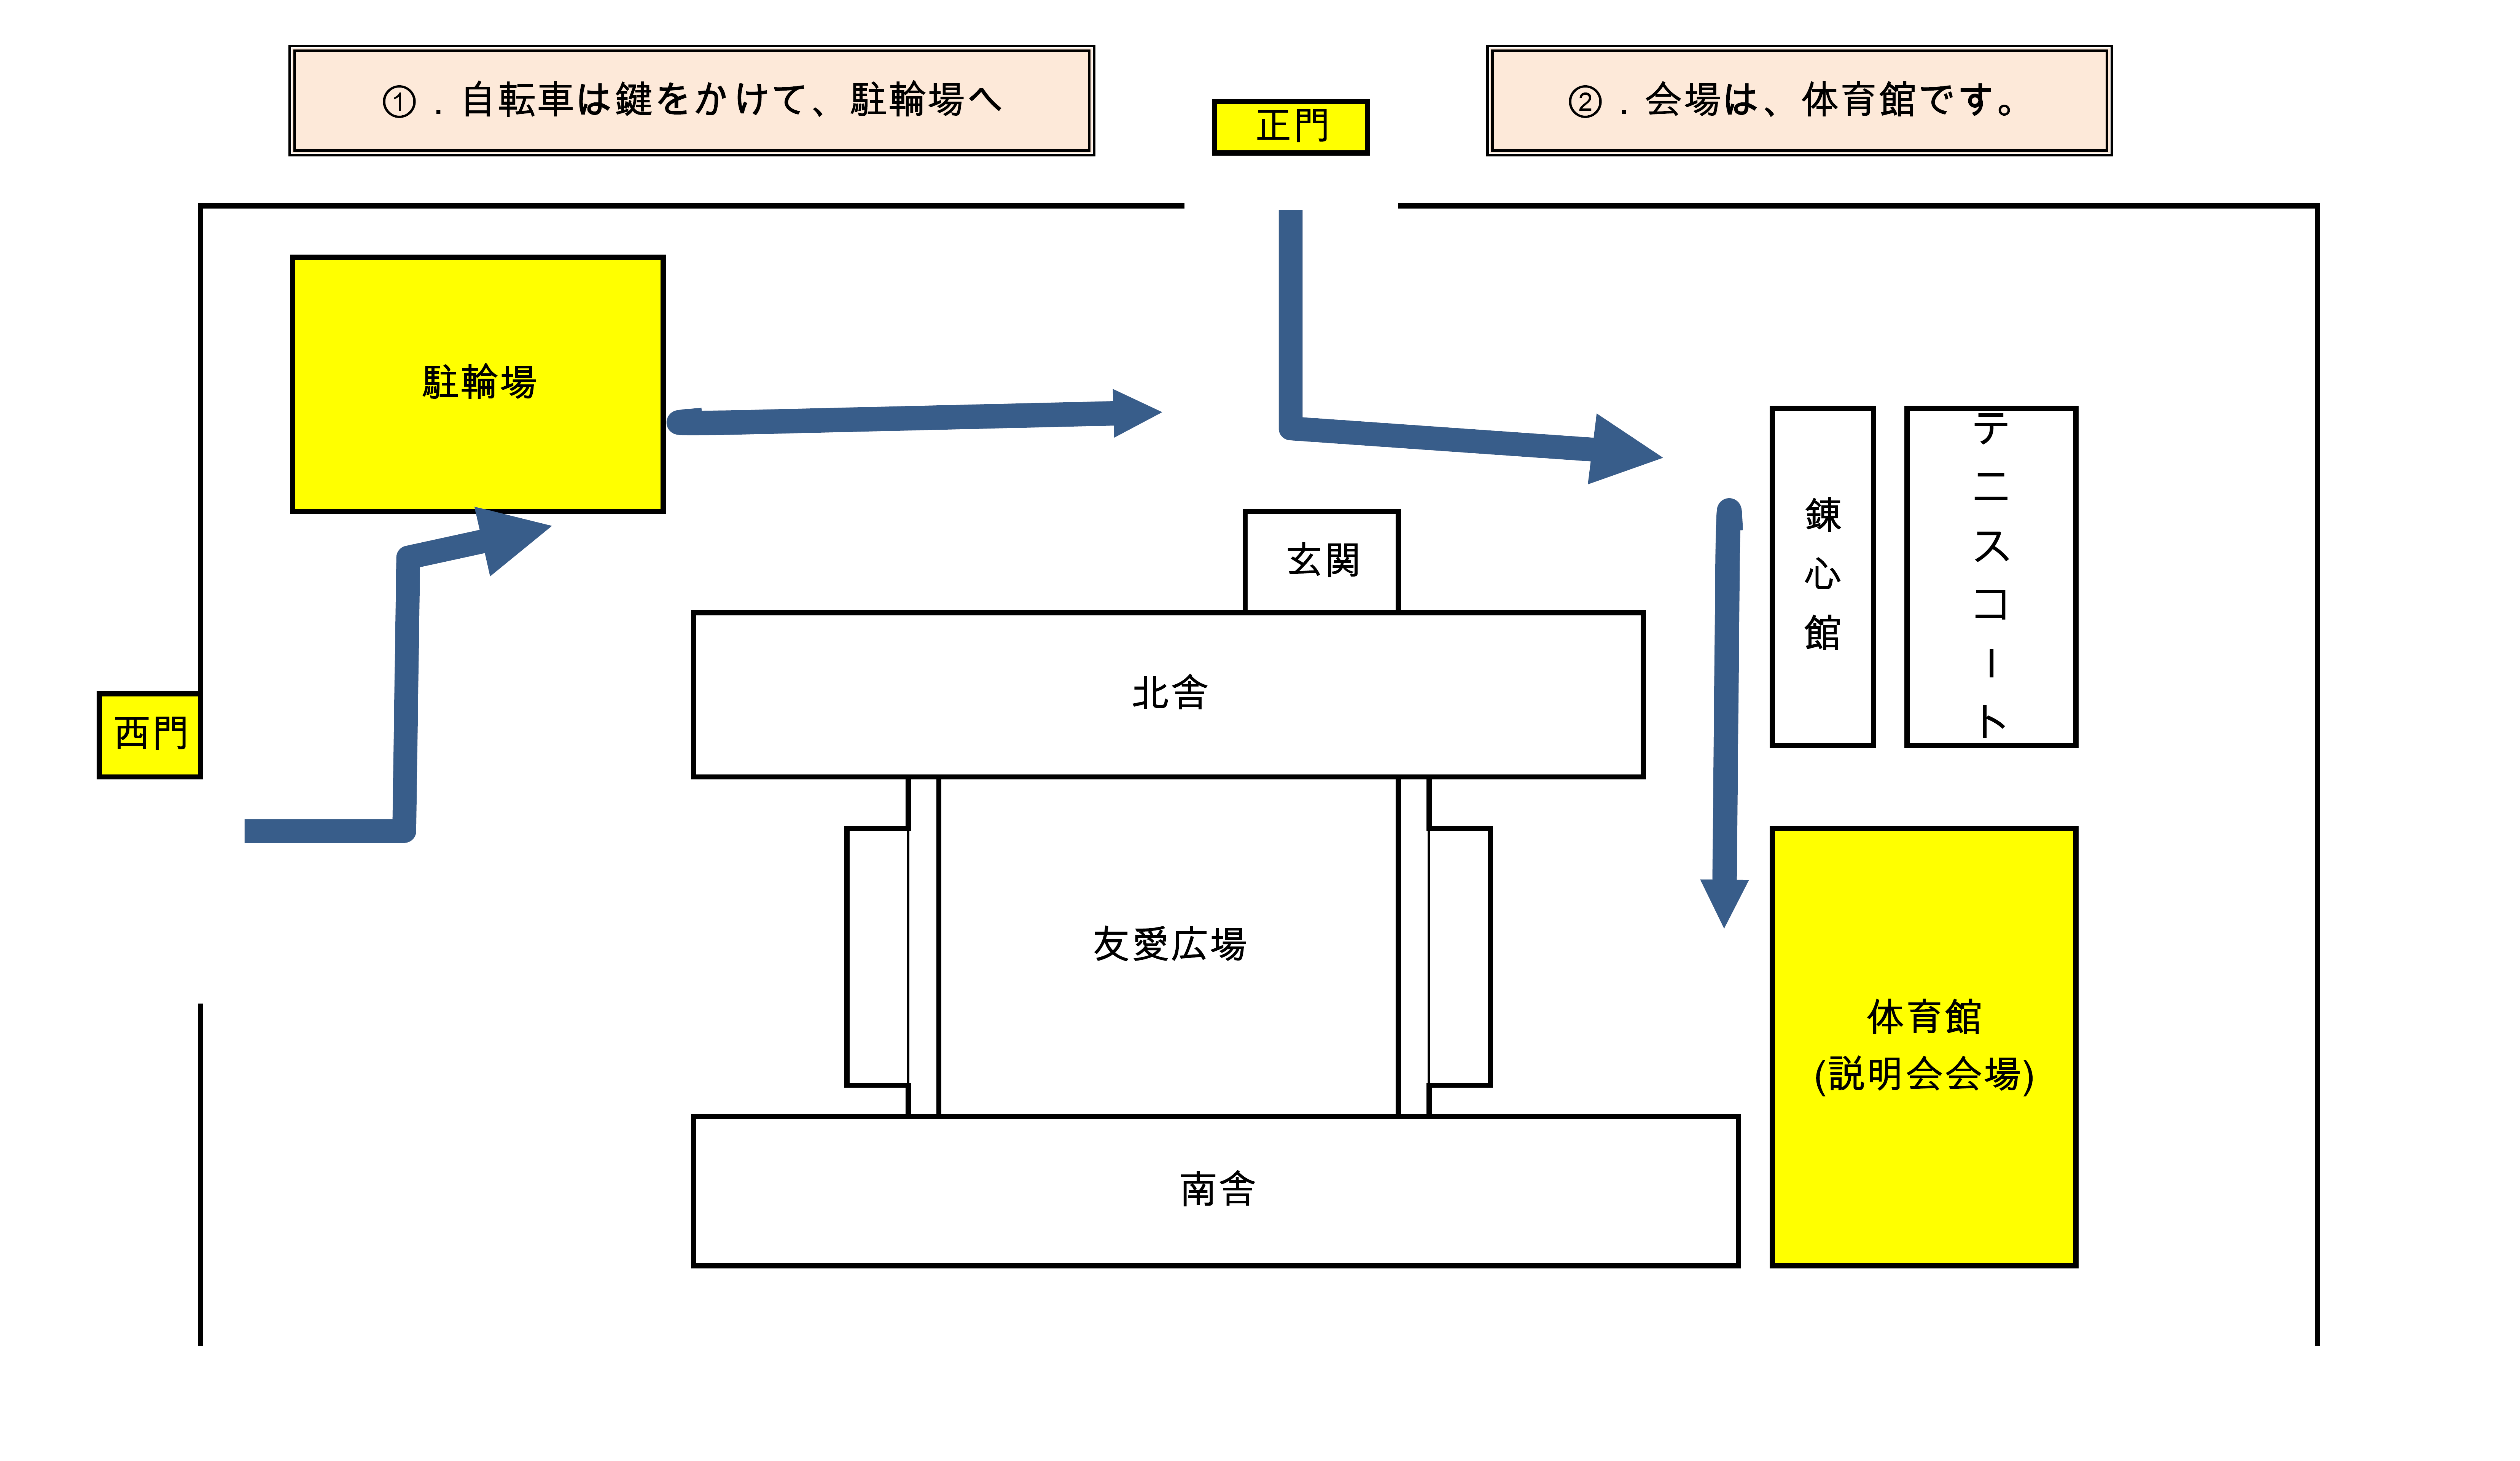 ①．自転車は鍵をかけて、駐輪場へ
正門
②．会場は、体育館です。
駐輪場
玄関
錬心館
テニスコート
北舎
西門
友愛広場
体育館
(説明会会場)
南舎